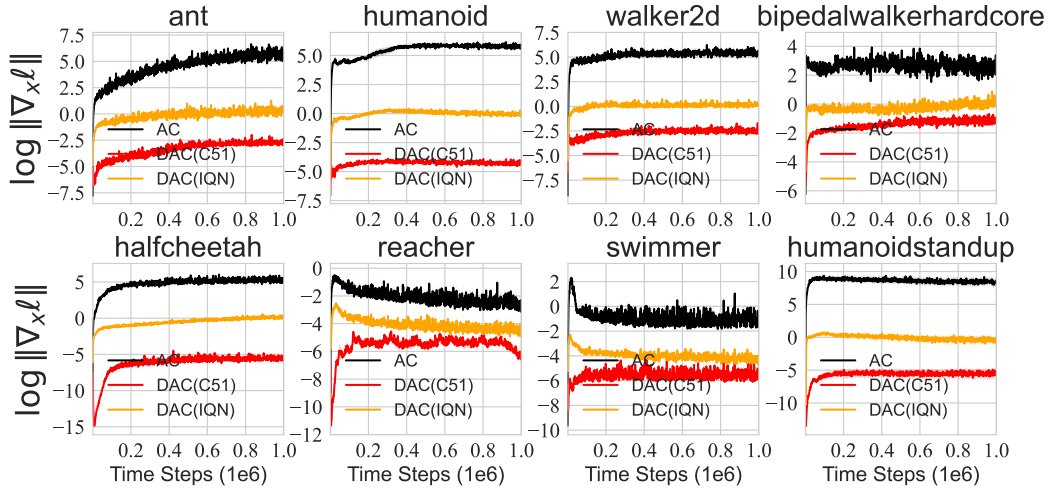 ant humanoid walker2d bipedalwalkerhardcore
log ‖∇ₓℓ‖
7.5 5.0 2.5 0.0 −2.5 −5.0 −7.5
AC
DAC(C51)
DAC(IQN)
0.2 0.4 0.6 0.8 1.0
5.0 2.5 0.0 −2.5 −5.0 −7.5
AC
DAC(C51)
DAC(IQN)
0.2 0.4 0.6 0.8 1.0
7.5 5.0 2.5 0.0 −2.5 −5.0 −7.5
AC
DAC(C51)
DAC(IQN)
0.2 0.4 0.6 0.8 1.0
4 2 0 −2 −4 −6
AC
DAC(C51)
DAC(IQN)
0.2 0.4 0.6 0.8 1.0
halfcheetah reacher swimmer humanoidstandup
log ‖∇ₓℓ‖
5 0 −5 −10 −15
AC
DAC(C51)
DAC(IQN)
0.2 0.4 0.6 0.8 1.0
Time Steps (1e6)
0 −2 −4 −6 −8 −10 −12
AC
DAC(C51)
DAC(IQN)
0.2 0.4 0.6 0.8 1.0
Time Steps (1e6)
2 0 −2 −4 −6 −8 −10
AC
DAC(C51)
DAC(IQN)
0.2 0.4 0.6 0.8 1.0
Time Steps (1e6)
10 5 0 −5 −10
AC
DAC(C51)
DAC(IQN)
0.2 0.4 0.6 0.8 1.0
Time Steps (1e6)